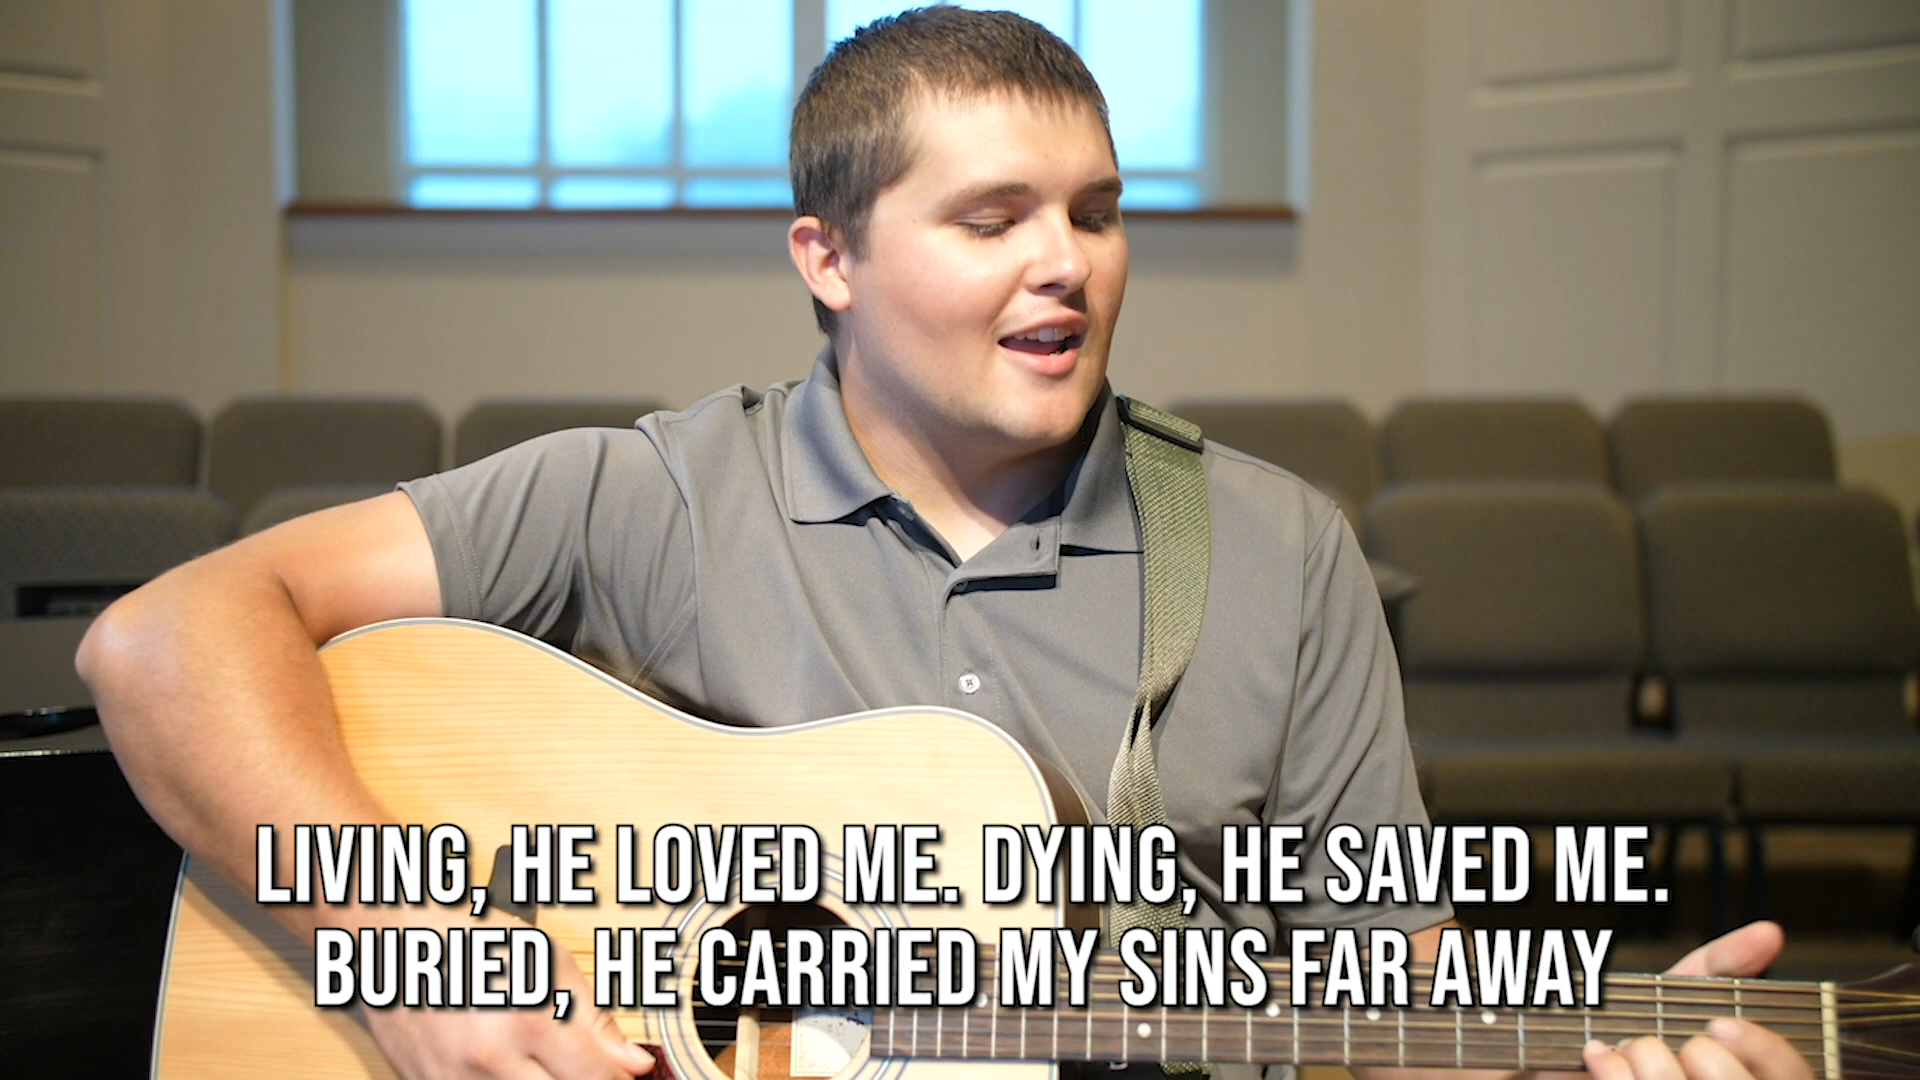 LIVING, HE LOVED ME. DYING, HE SAVED ME.
BURIED, HE CARRIED MY SINS FAR AWAY